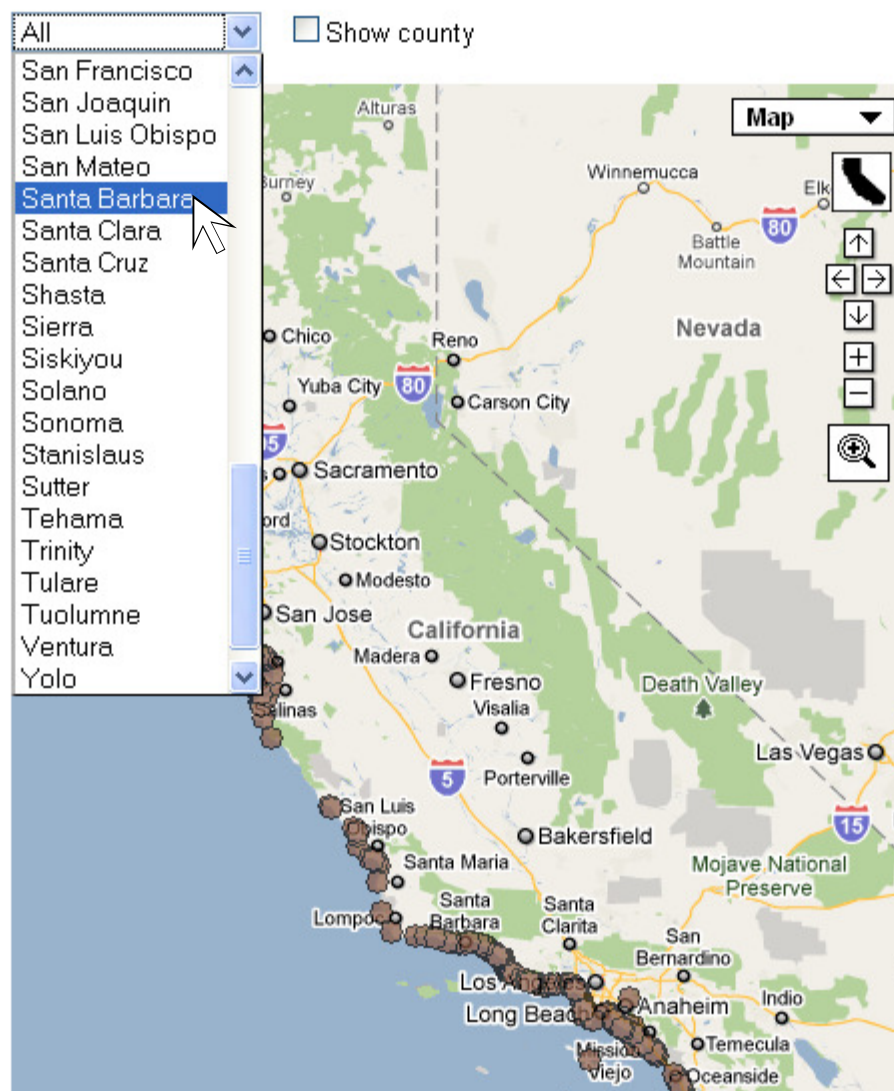 All
Show county
San Francisco
San Joaquin
San Luis Obispo
San Mateo
Santa Barbara
Santa Clara
Santa Cruz
Shasta
Sierra
Siskiyou
Solano
Sonoma
Stanislaus
Sutter
Tehama
Trinity
Tulare
Tuolumne
Ventura
Yolo
Map
Alturas
Winnemucca
Burney
Elk
80
Battle
Mountain
Nevada
Chico
Reno
Yuba City
80
Carson City
Sacramento
Stockton
Modesto
San Jose
California
Madera
Fresno
Death Valley
Salinas
Visalia
Las Vegas
5
Porterville
San Luis
Obispo
15
Bakersfield
Santa Maria
Mojave National
Preserve
Lompoc
Santa
Barbara
Santa
Clarita
San
Bernardino
Los Angeles
Anaheim
Indio
Long Beach
Mission
Viejo
Temecula
Oceanside